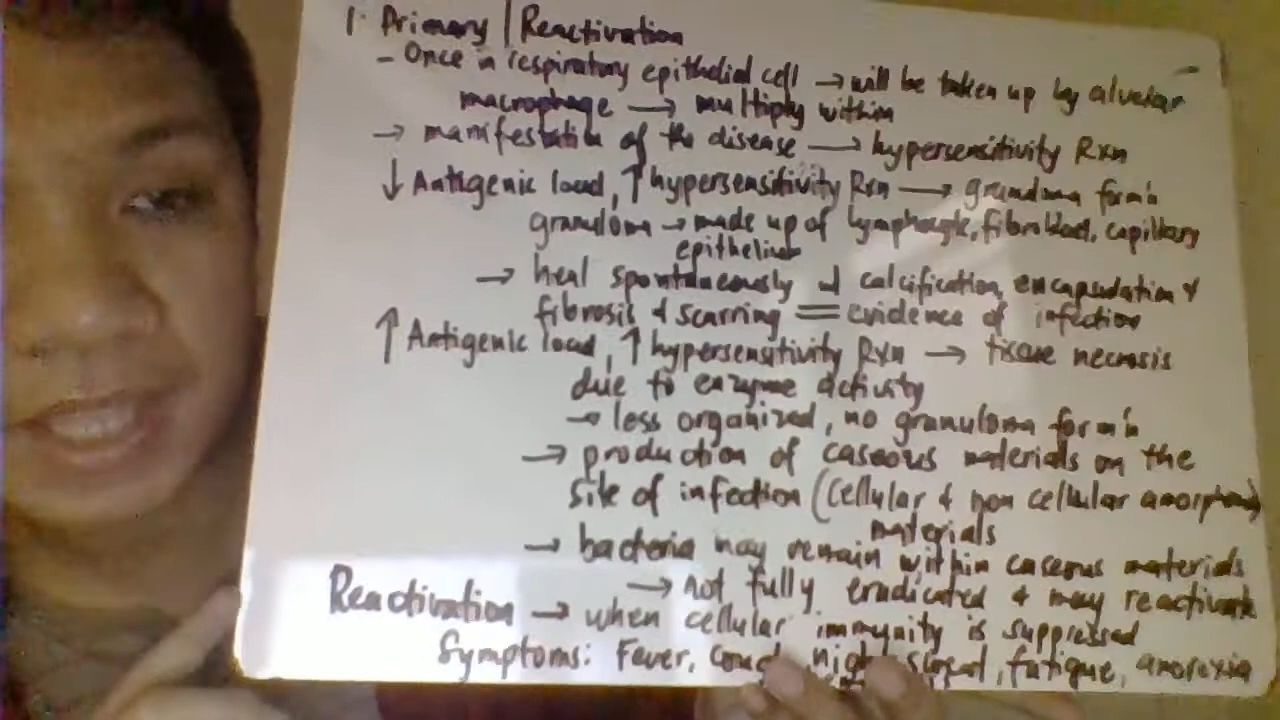 1. Primary | Reactivation
- Once in respiratory epithelial cell → will be taken up by alveolar
macrophage → multiply within
→ manifestation of the disease → hypersensitivity Rxn
↓ Antigenic load, ↑ hypersensitivity Rxn → granuloma form'n
granuloma → made up of lymphocyte, fibroblast, capillary
epithelium
→ heal spontaneously w/ calcification, encapsulation &
fibrosis & scarring = evidence of infection
↑ Antigenic load, ↑ hypersensitivity Rxn → tissue necrosis
due to enzyme activity
→ less organized, no granuloma form'n
→ production of caseous materials on the
site of infection (cellular & non cellular amorphous)
materials
→ bacteria may remain within caseous materials
→ not fully eradicated & may reactivate
Reactivation → when cellular immunity is suppressed
Symptoms: Fever, cough, night sweat, fatigue, anorexia